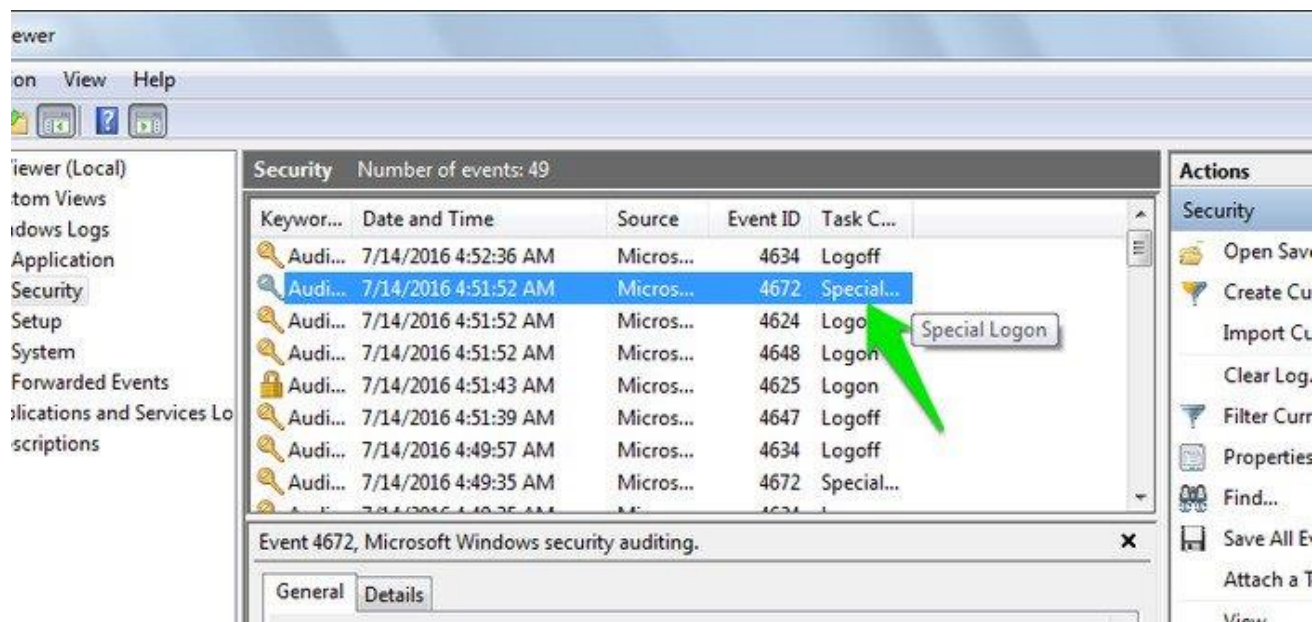 ewer
on View Help
iewer (Local)
tom Views
dows Logs
Application
Security
Setup
System
Forwarded Events
plications and Services Lo
scriptions
Security Number of events: 49
Keywor... Date and Time Source Event ID Task C...
Audi... 7/14/2016 4:52:36 AM Micros... 4634 Logoff
Audi... 7/14/2016 4:51:52 AM Micros... 4672 Special...
Audi... 7/14/2016 4:51:52 AM Micros... 4624 Logo
Special Logon
Audi... 7/14/2016 4:51:52 AM Micros... 4648 Logon
Audi... 7/14/2016 4:51:43 AM Micros... 4625 Logon
Audi... 7/14/2016 4:51:39 AM Micros... 4647 Logoff
Audi... 7/14/2016 4:49:57 AM Micros... 4634 Logoff
Audi... 7/14/2016 4:49:35 AM Micros... 4672 Special...
Event 4672, Microsoft Windows security auditing.
General Details
Actions
Security
Open Save
Create Cu
Import Cu
Clear Log.
Filter Curr
Properties
Find...
Save All Ev
Attach a T
View